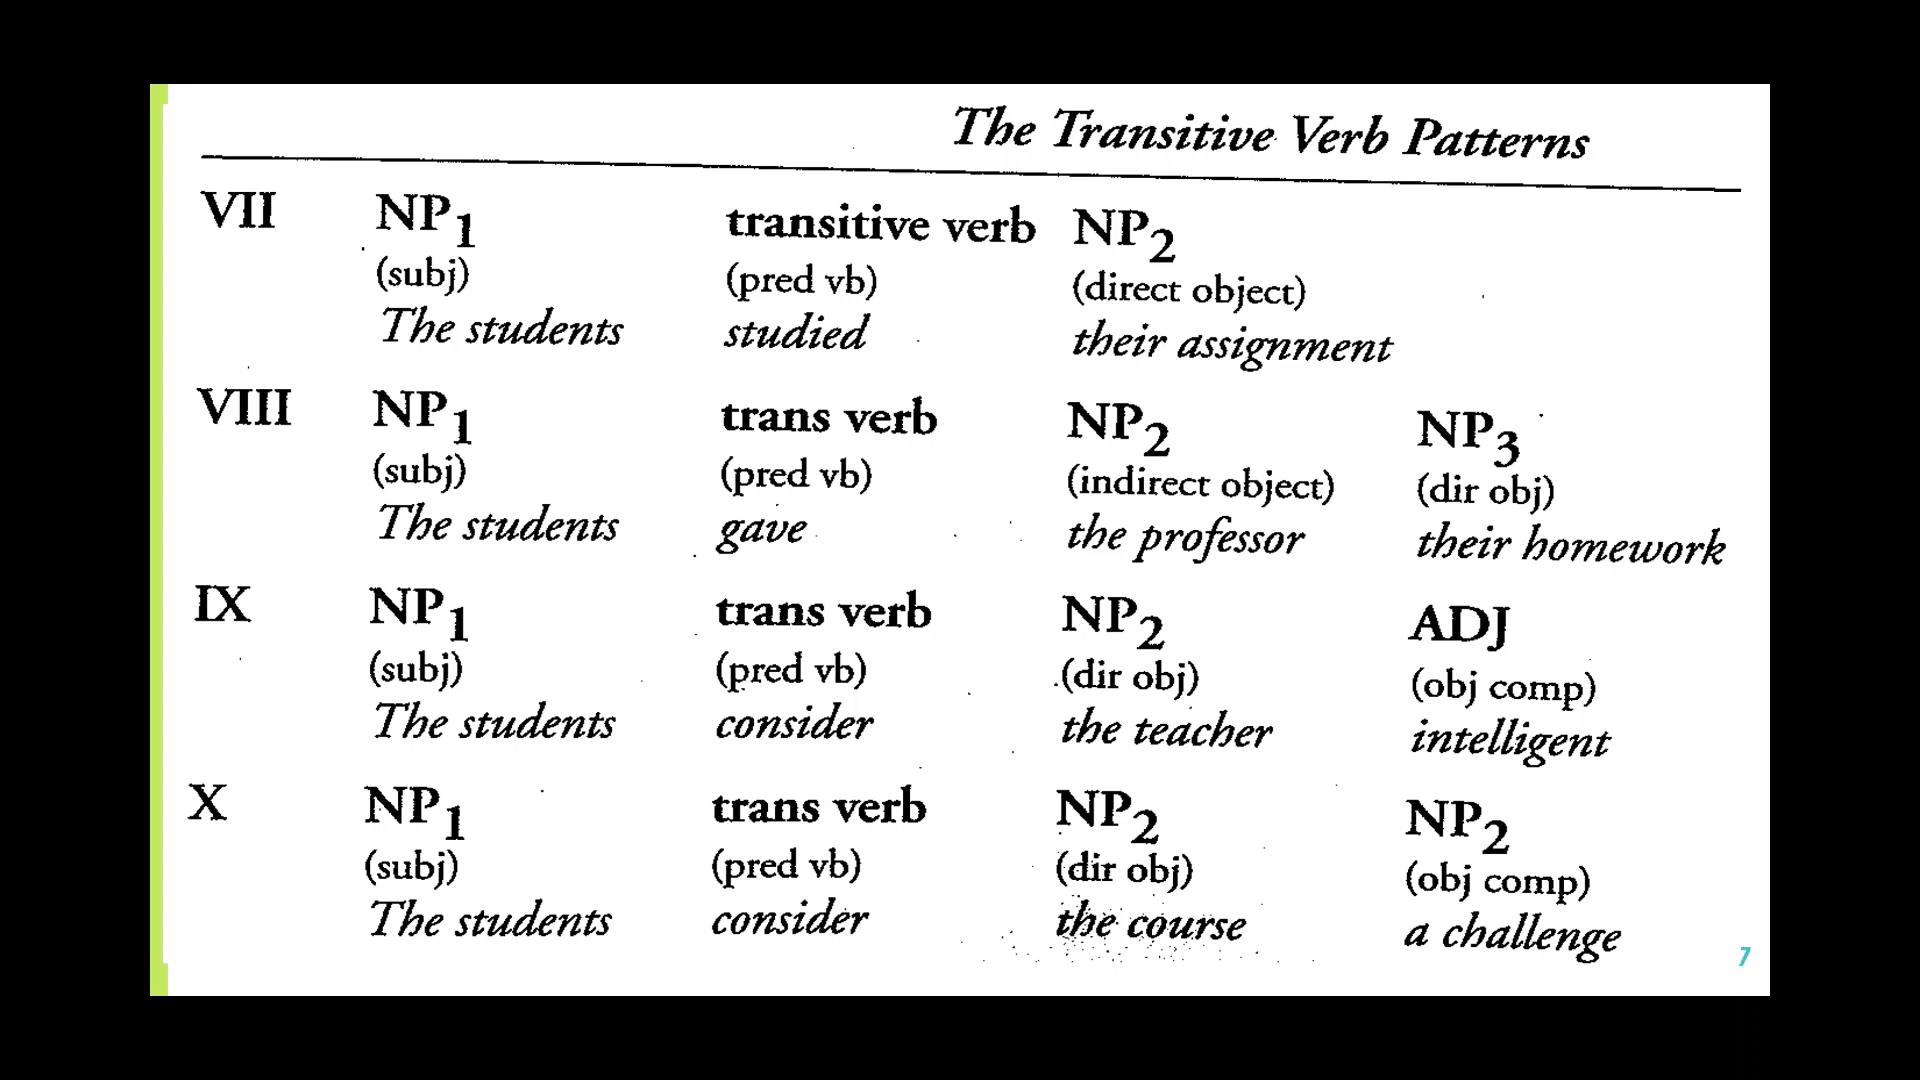 The Transitive Verb Patterns
VII NP1 transitive verb NP2
(subj) (pred vb) (direct object)
The students studied their assignment
VIII NP1 trans verb NP2 NP3
(subj) (pred vb) (indirect object) (dir obj)
The students gave the professor their homework
IX NP1 trans verb NP2 ADJ
(subj) (pred vb) (dir obj) (obj comp)
The students consider the teacher intelligent
X NP1 trans verb NP2 NP2
(subj) (pred vb) (dir obj) (obj comp)
The students consider the course a challenge
7